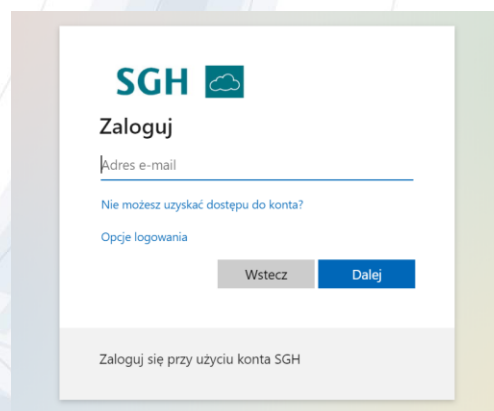 SGH
Zaloguj
Adres e-mail
Nie możesz uzyskać dostępu do konta?
Opcje logowania
Wstecz Dalej
Zaloguj się przy użyciu konta SGH